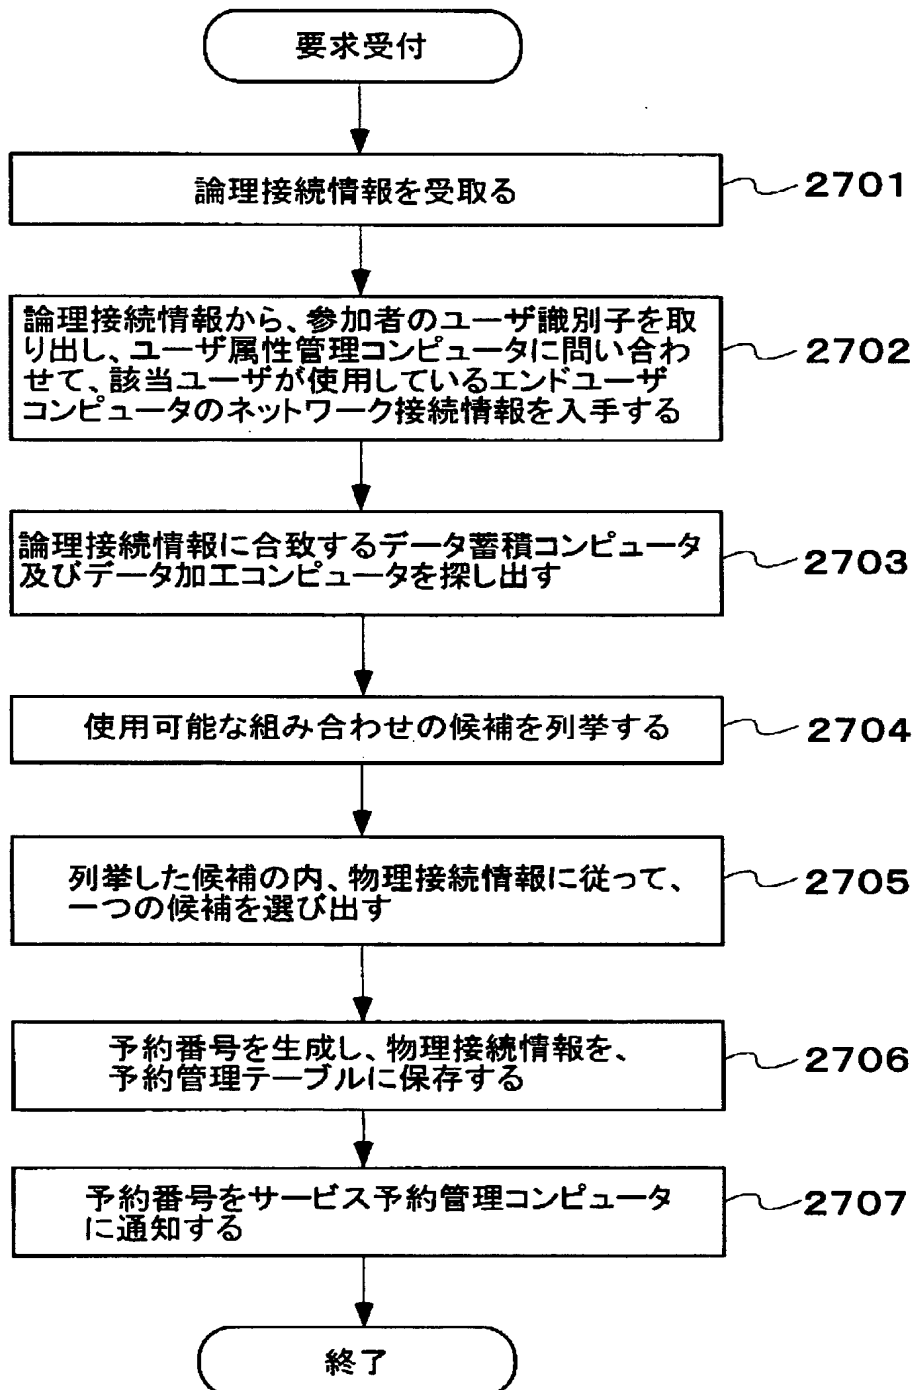 要求受付
論理接続情報を受取る
2701
論理接続情報から、参加者のユーザ識別子を取
り出し、ユーザ属性管理コンピュータに問い合わ
せて、該当ユーザが使用しているエンドユーザ
コンピュータのネットワーク接続情報を入手する
2702
論理接続情報に合致するデータ蓄積コンピュータ
及びデータ加工コンピュータを探し出す
2703
使用可能な組み合わせの候補を列挙する
2704
列挙した候補の内、物理接続情報に従って、
一つの候補を選び出す
2705
予約番号を生成し、物理接続情報を、
予約管理テーブルに保存する
2706
予約番号をサービス予約管理コンピュータ
に通知する
2707
終了